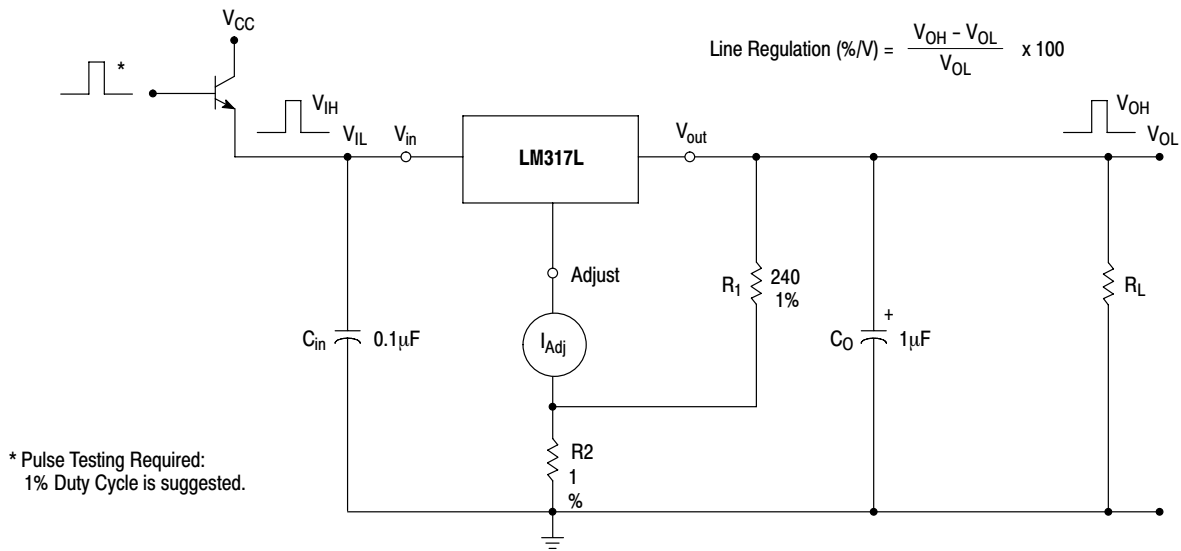 V_CC
Line Regulation (%/V) = (V_OH – V_OL) / V_OL x 100
*
V_IH
V_IL
V_in
LM317L
V_out
V_OH
V_OL
Adjust
R_1
240
1%
R_L
C_in
0.1μF
I_Adj
C_O
+
1μF
R2
1
%
* Pulse Testing Required:
1% Duty Cycle is suggested.